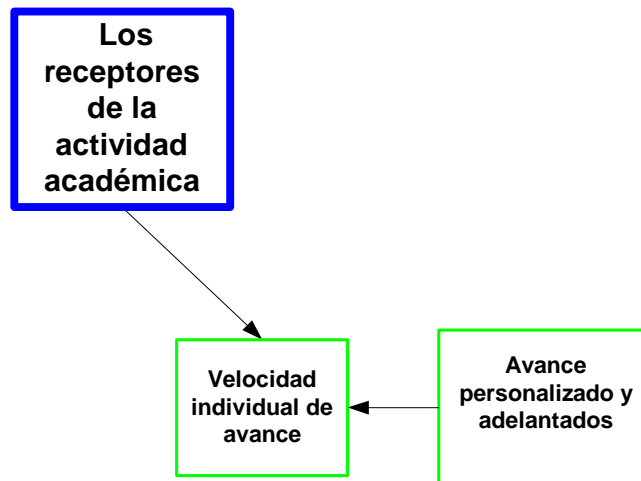 Los
receptores
de la
actividad
académica
Velocidad
individual de
avance
Avance
personalizado y
adelantados